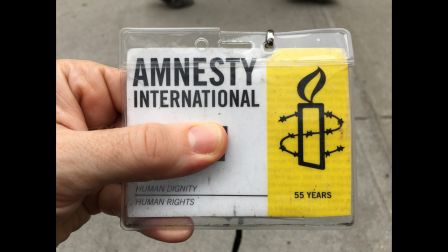 AMNESTY
INTERNATIONAL
HUMAN DIGNITY
HUMAN RIGHTS
55 YEARS